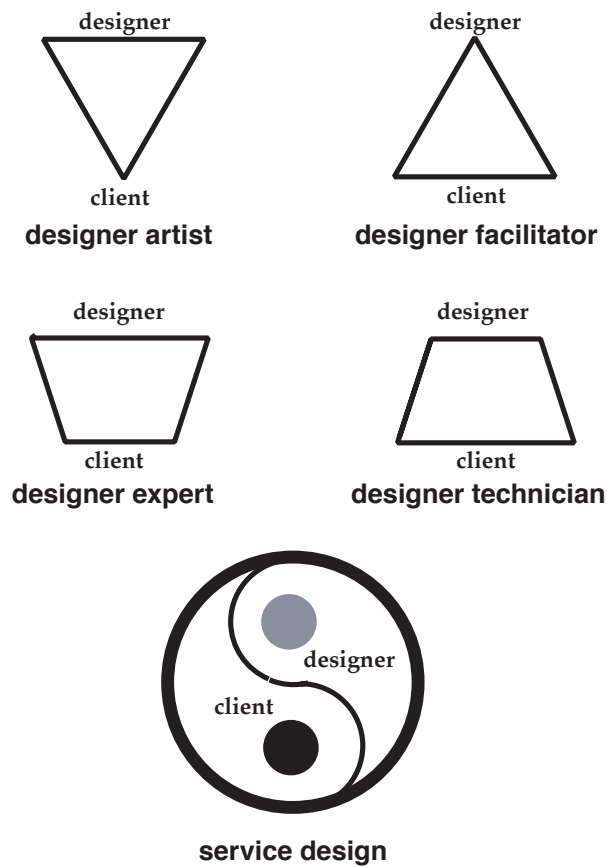 designer
client
designer artist
designer
client
designer facilitator
designer
client
designer expert
designer
client
designer technician
designer
client
service design